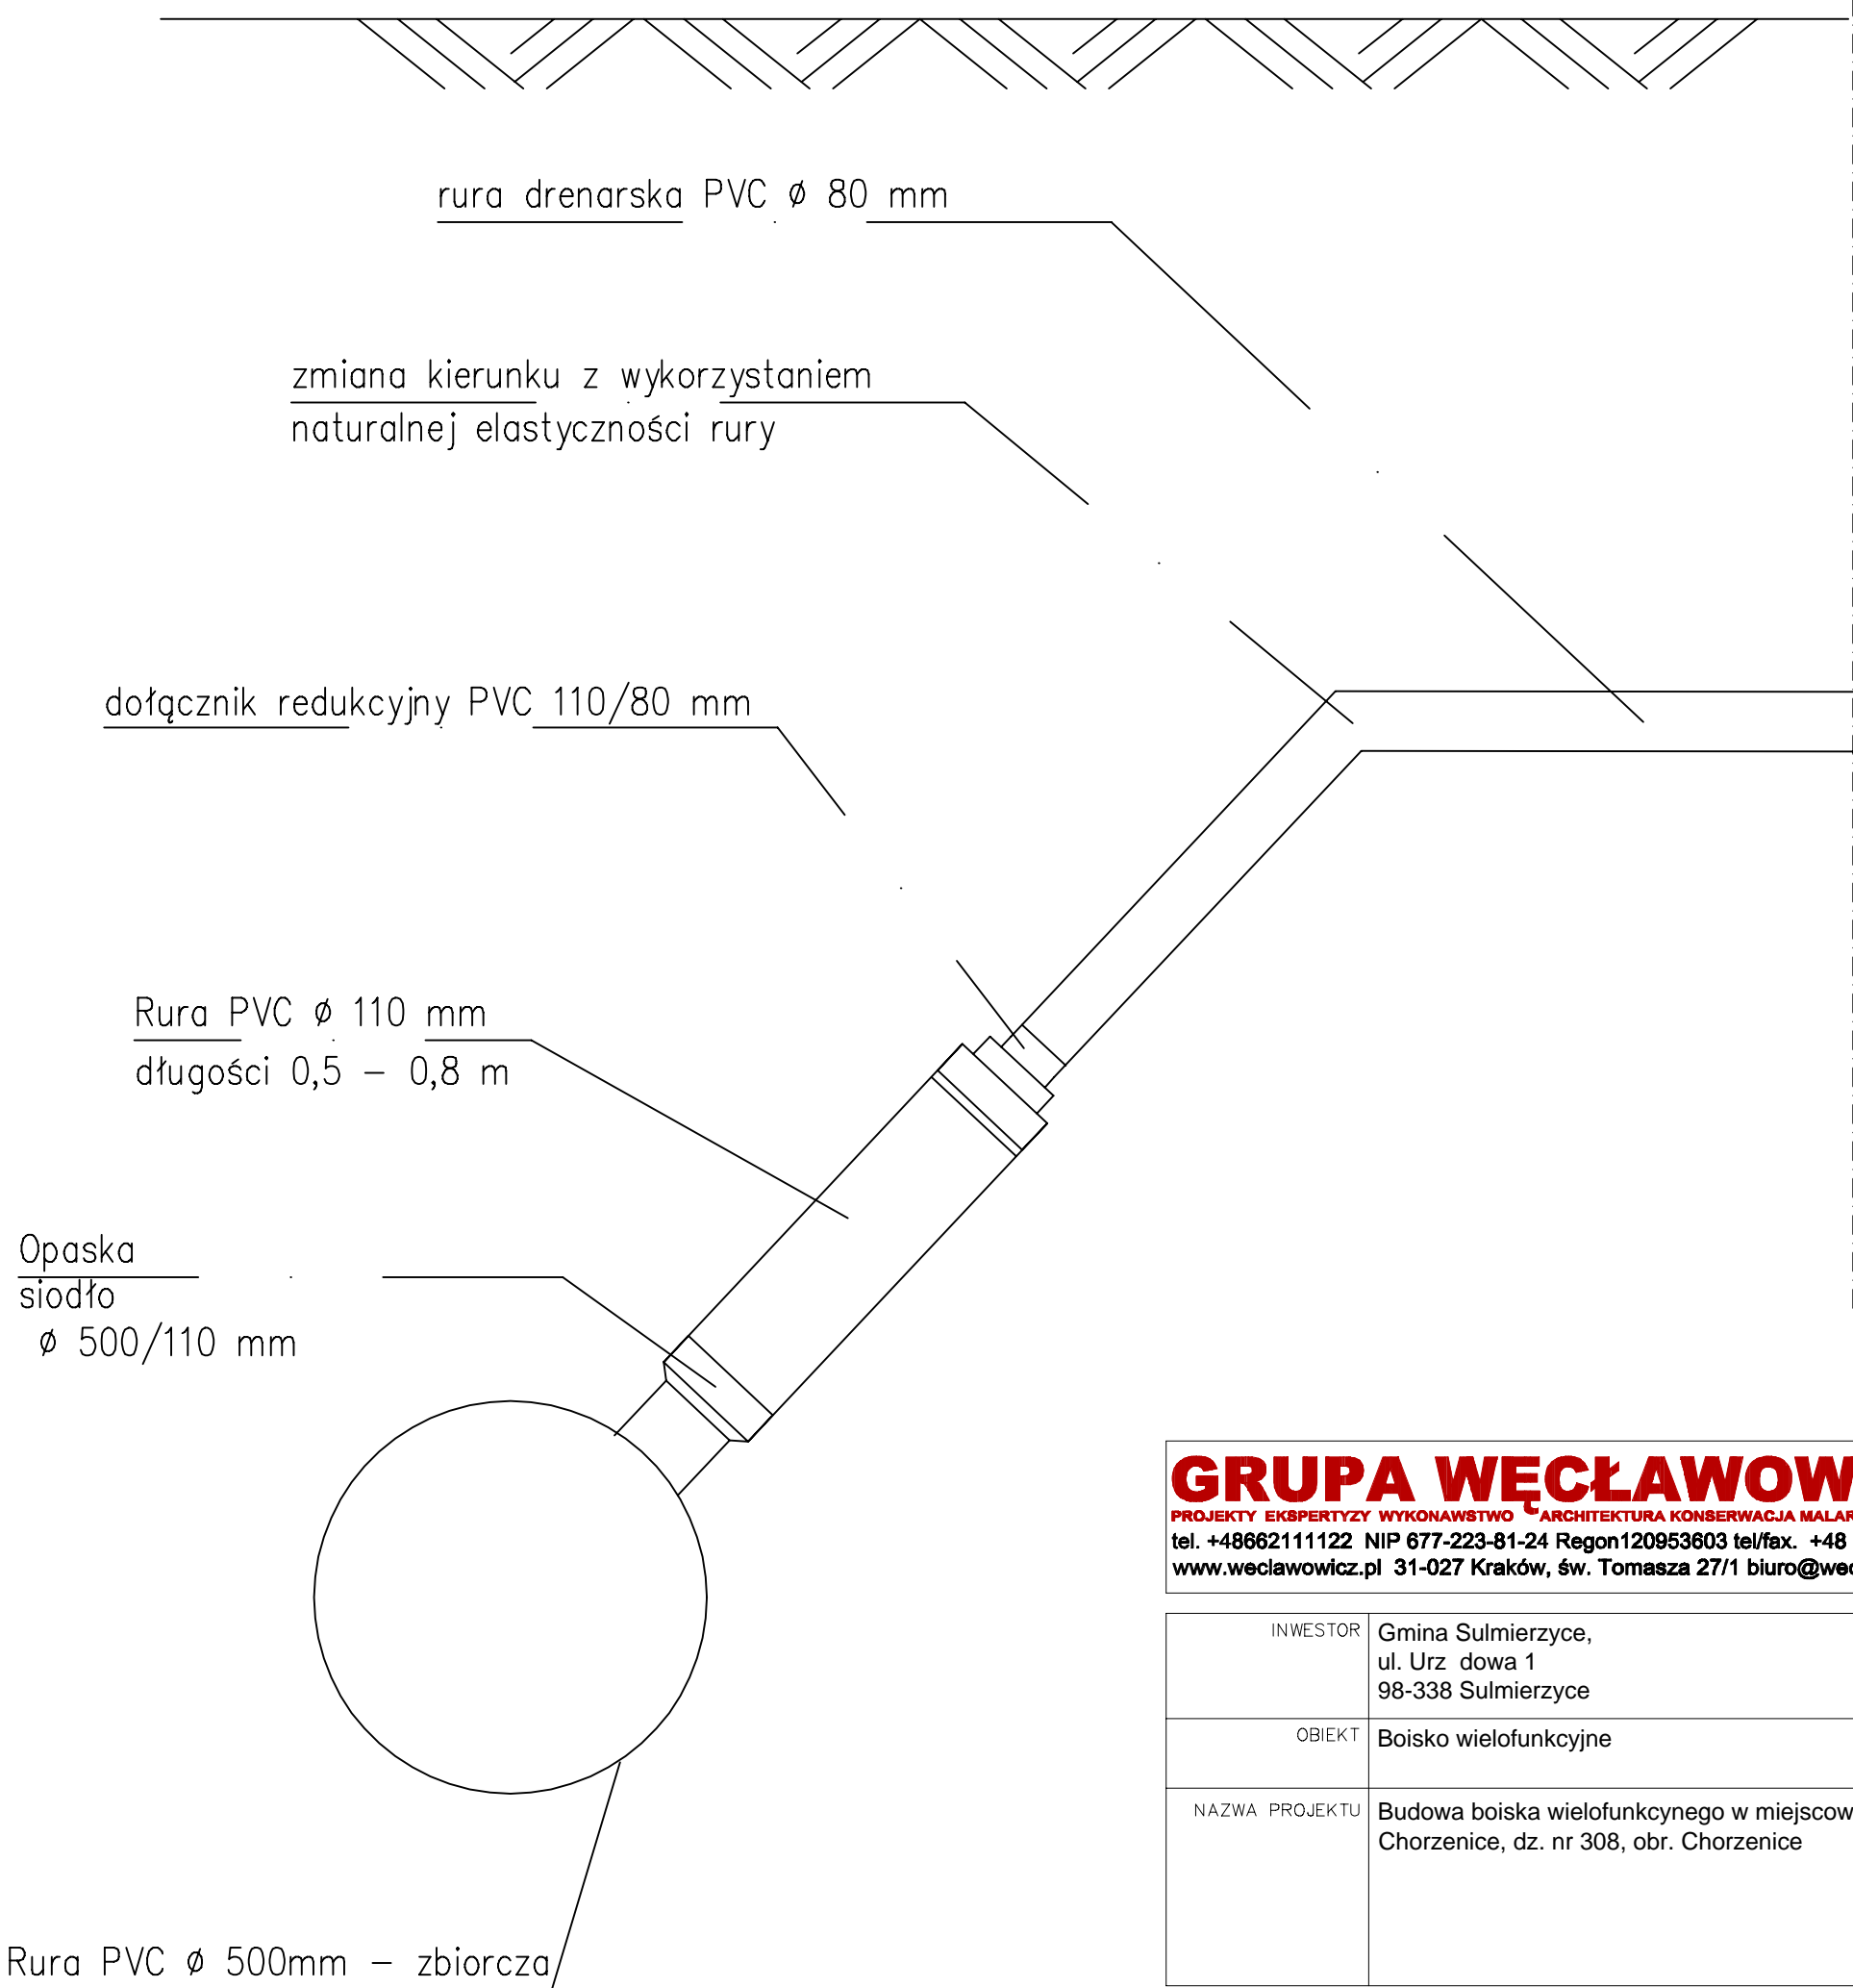 rura drenarska PVC ϕ 80 mm
zmiana kierunku z wykorzystaniem
naturalnej elastyczności rury
dołącznik redukcyjny PVC 110/80 mm
Rura PVC ϕ 110 mm
długości 0,5 – 0,8 m
Opaska
siodło
ϕ 500/110 mm
Rura PVC ϕ 500mm – zbiorcza
GRUPA WĘCŁAWOW
PROJEKTY EKSPERTYZY WYKONAWSTWO ARCHITEKTURA KONSERWACJA MALAR
tel. +48662111122 NIP 677-223-81-24 Regon120953603 tel/fax. +48
www.weclawowicz.pl 31-027 Kraków, św. Tomasza 27/1 biuro@wec
INWESTOR
Gmina Sulmierzyce,
ul. Urz dowa 1
98-338 Sulmierzyce
OBIEKT
Boisko wielofunkcyjne
NAZWA PROJEKTU
Budowa boiska wielofunkcynego w miejscow
Chorzenice, dz. nr 308, obr. Chorzenice